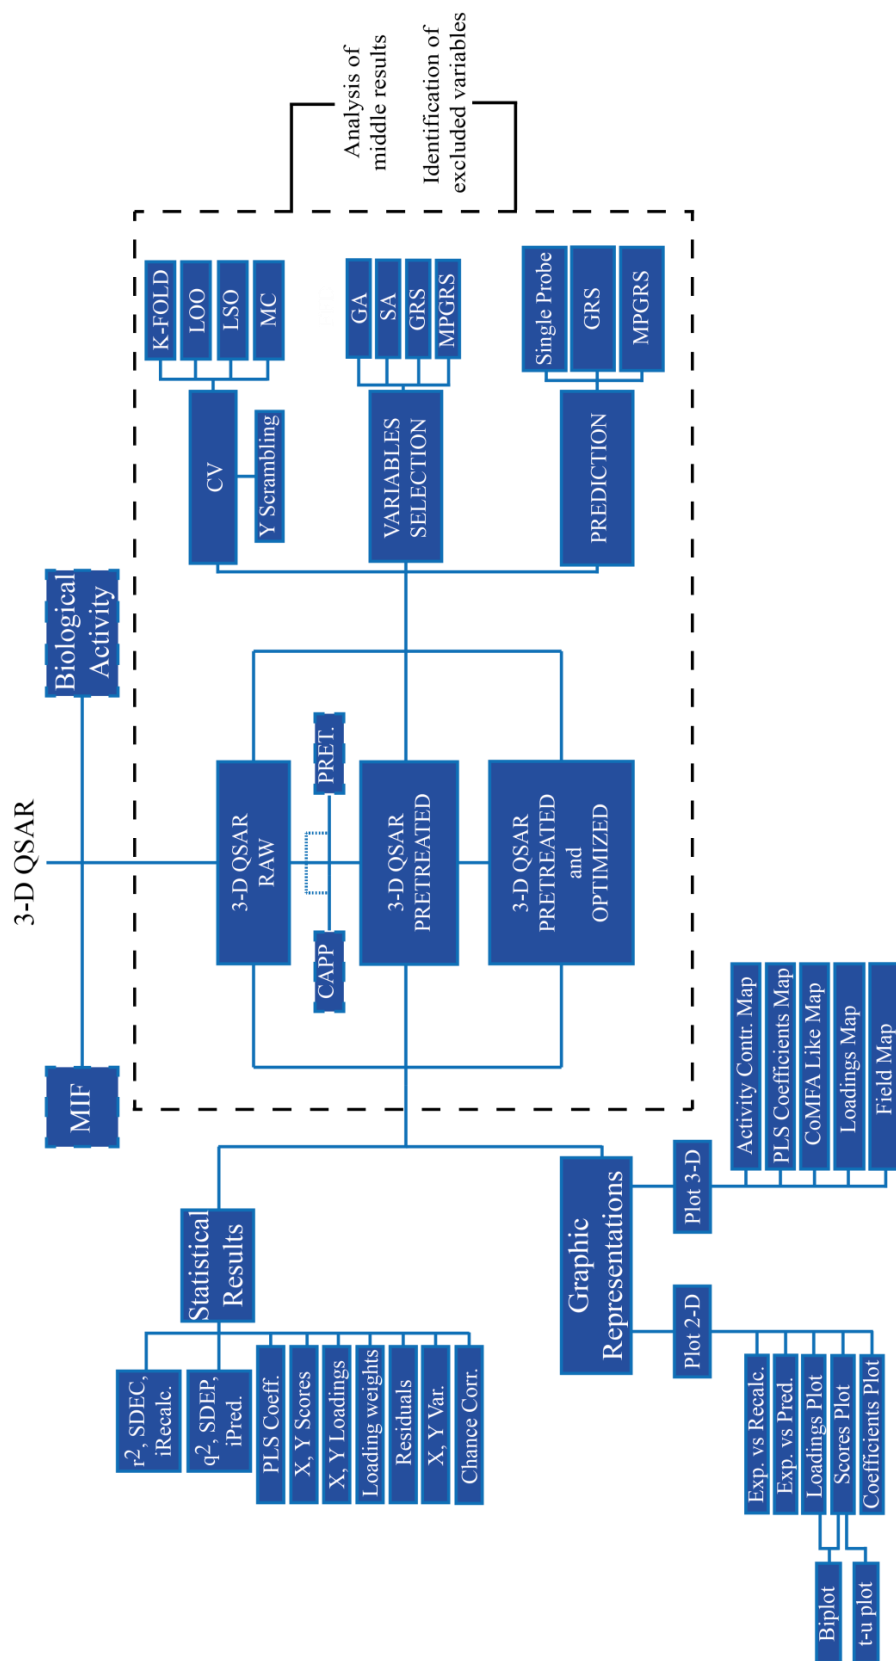 3-D QSAR
MIF
Biological
Activity
Statistical
Results
r², SDEC,
iRecalc.
q², SDEP,
iPred.
PLS Coeff.
X, Y Scores
X, Y Loadings
Loading weights
Residuals
X, Y Var.
Chance Corr.
3-D QSAR
RAW
CAPP
PRET.
3-D QSAR
PRETREATED
3-D QSAR
PRETREATED
and
OPTIMIZED
CV
Y Scrambling
K-FOLD
LOO
LSO
MC
VARIABLES
SELECTION
GA
SA
GRS
MPGRS
PREDICTION
Single Probe
GRS
MPGRS
Analysis of
middle results
Identification of
excluded variables
Graphic
Representations
Plot 2-D
Plot 3-D
Exp. vs Recalc.
Exp. vs Pred.
Loadings Plot
Scores Plot
Coefficients Plot
Biplot
t-u plot
Activity Contr. Map
PLS Coefficients Map
CoMFA Like Map
Loadings Map
Field Map